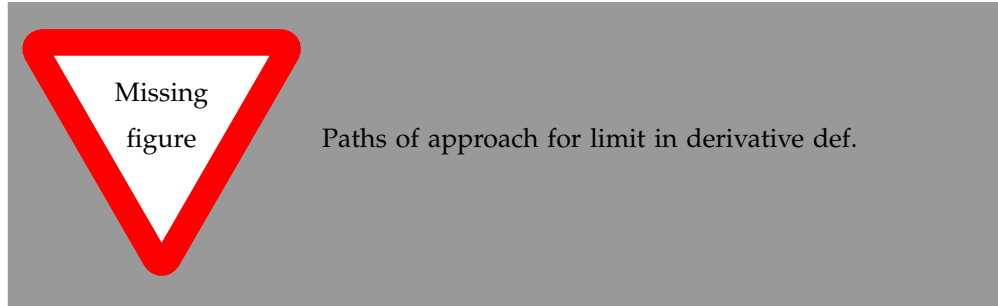 Missing
figure
Paths of approach for limit in derivative def.